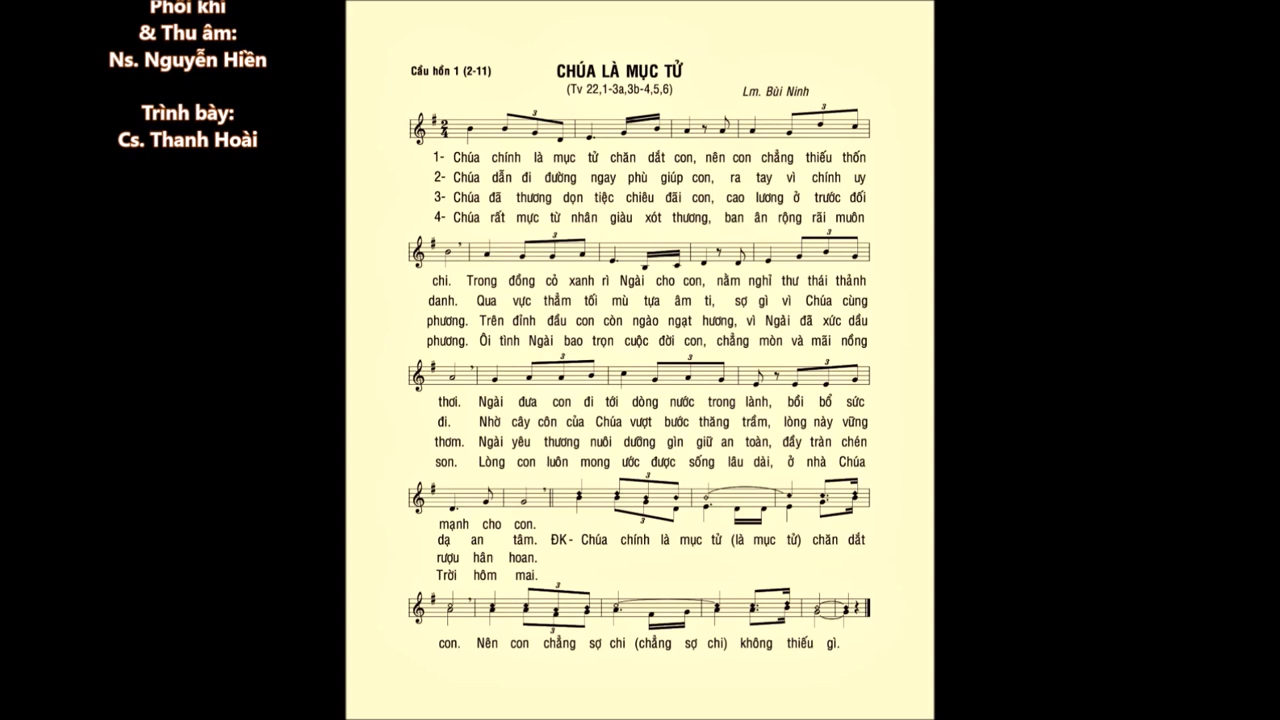 Phối khí
& Thu âm:
Ns. Nguyễn Hiền
Trình bày:
Cs. Thanh Hoài
Cầu hồn 1 (2-11)
CHÚA LÀ MỤC TỬ
(Tv 22,1-3a,3b-4,5,6)
Lm. Bùi Ninh
3
3
1- Chúa chính là mục tử chăn dắt con, nên con chẳng thiếu thốn
2- Chúa dẫn đi đường ngay phù giúp con, ra tay vì chính uy
3- Chúa đã thương dọn tiệc chiêu đãi con, cao lương ở trước đối
4- Chúa rất mực từ nhân giàu xót thương, ban ân rộng rãi muôn
3
3
chi. Trong đồng cỏ xanh rì Ngài cho con, nằm nghỉ thư thái thảnh
danh. Qua vực thẳm tối mù tựa âm ti, sợ gì vì Chúa cùng
phương. Trên đỉnh đầu con còn ngào ngạt hương, vì Ngài đã xức dầu
phương. Ôi tình Ngài bao trọn cuộc đời con, chẳng mòn và mãi nồng
3
3
3
thơi. Ngài đưa con đi tới dòng nước trong lành, bồi bổ sức
đi. Nhờ cây côn của Chúa vượt bước thăng trầm, lòng này vững
thơm. Ngài yêu thương nuôi dưỡng gìn giữ an toàn, đầy tràn chén
son. Lòng con luôn mong ước được sống lâu dài, ở nhà Chúa
3
3
mạnh cho con.
dạ an tâm. ĐK- Chúa chính là mục tử (là mục tử) chăn dắt
rượu hân hoan.
Trời hôm mai.
3
3
con. Nên con chẳng sợ chi (chẳng sợ chi) không thiếu gì.